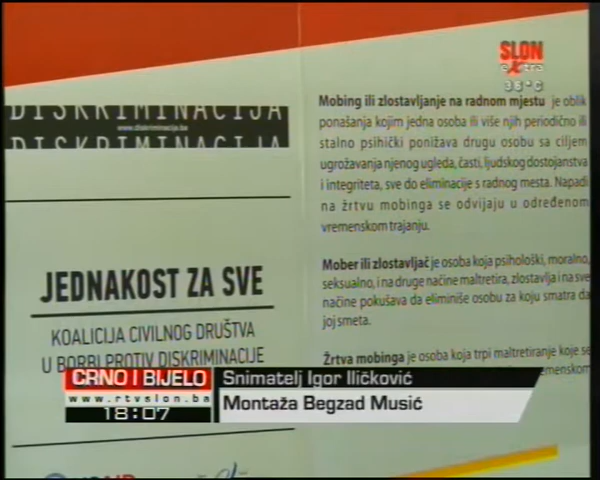 SLON
extra
36°C
DISKRIMINACIJA
www.diskriminacija.ba
DISKRIMINACIJA
JEDNAKOST ZA SVE
KOALICIJA CIVILNOG DRUŠTVA
U BORBI PROTIV DISKRIMINACIJE
Mobing ili zlostavljanje na radnom mjestu je oblik
ponašanja kojim jedna osoba ili više njih periodično ili
stalno psihički ponižava drugu osobu sa ciljem
ugrožavanja njenog ugleda, časti, ljudskog dostojanstva
i integriteta, sve do eliminacije s radnog mesta. Napadi
na žrtvu mobinga se odvijaju u određenom
vremenskom trajanju.
Mober ili zlostavljač je osoba koja psihološki, moralno,
seksualno, i na druge načine maltretira, zlostavlja i na sve
načine pokušava da eliminiše osobu za koju smatra da
joj smeta.
Žrtva mobinga je osoba koja trpi maltretiranje koje se
vremenskom
CRNO I BIJELO
www.rtvslon.ba
18:07
Snimatelj Igor Iličković
Montaža Begzad Musić